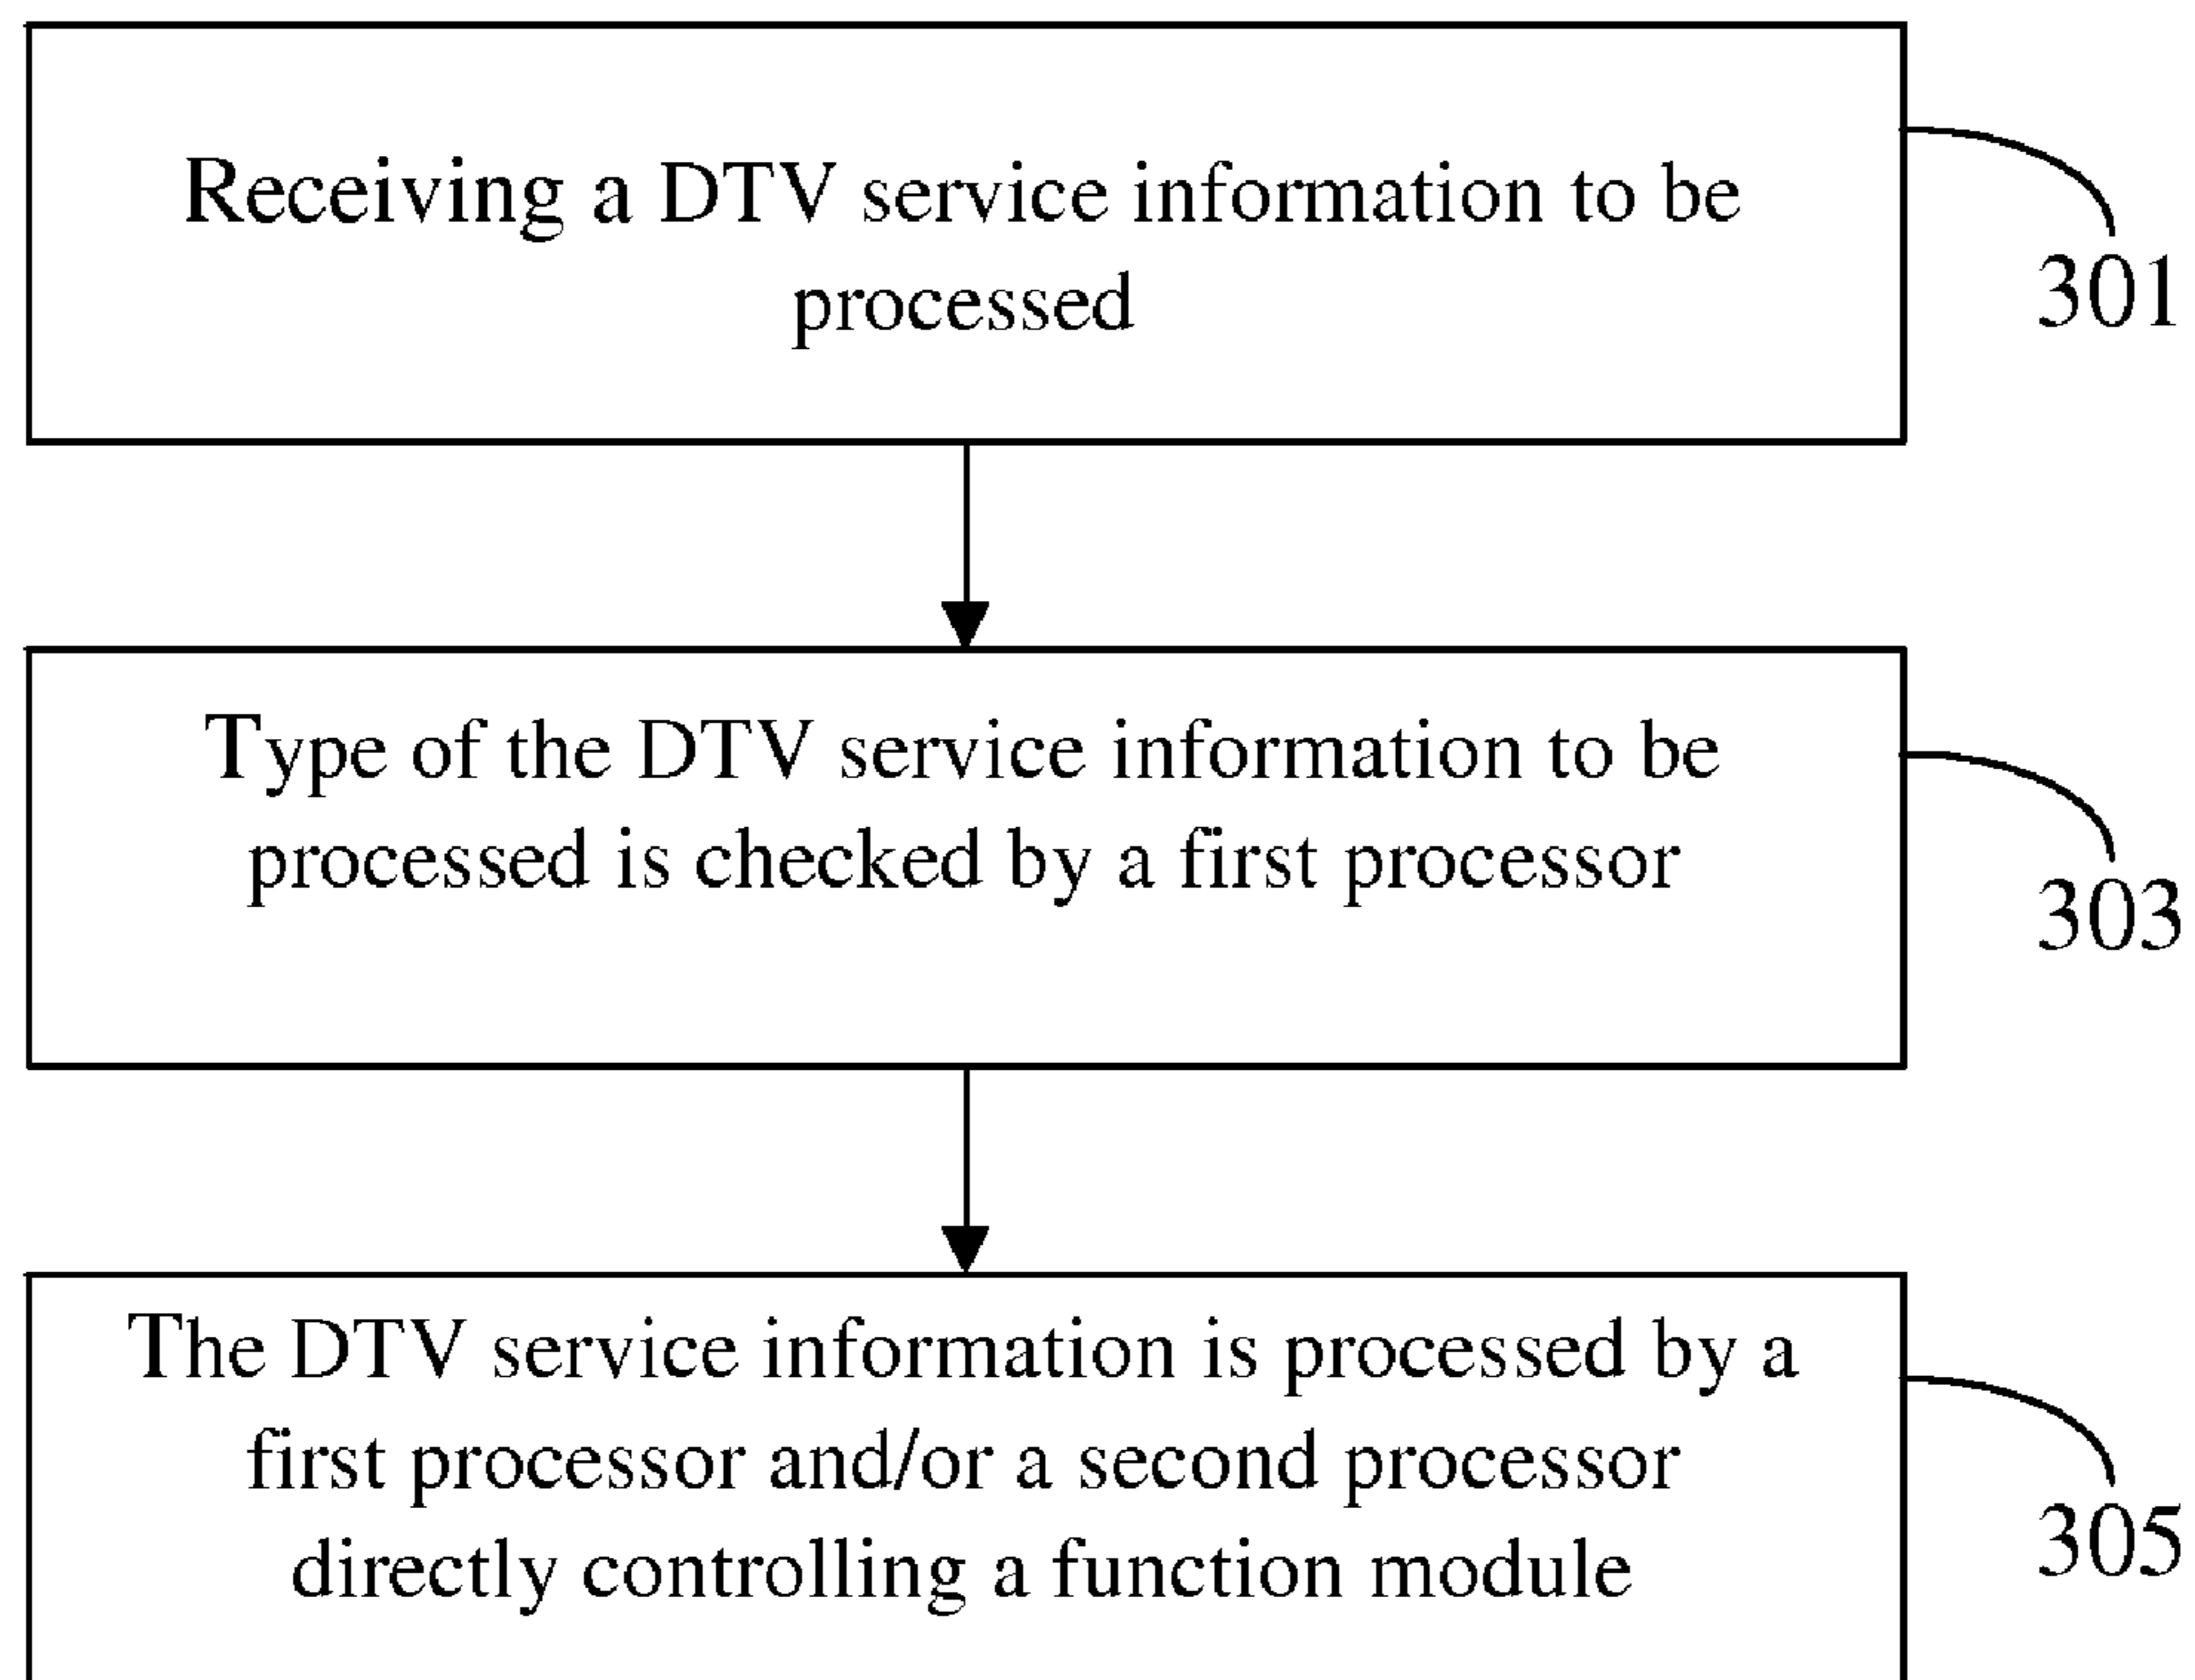 Receiving a DTV service information to be
processed
301
Type of the DTV service information to be
processed is checked by a first processor
303
The DTV service information is processed by a
first processor and/or a second processor
directly controlling a function module
305